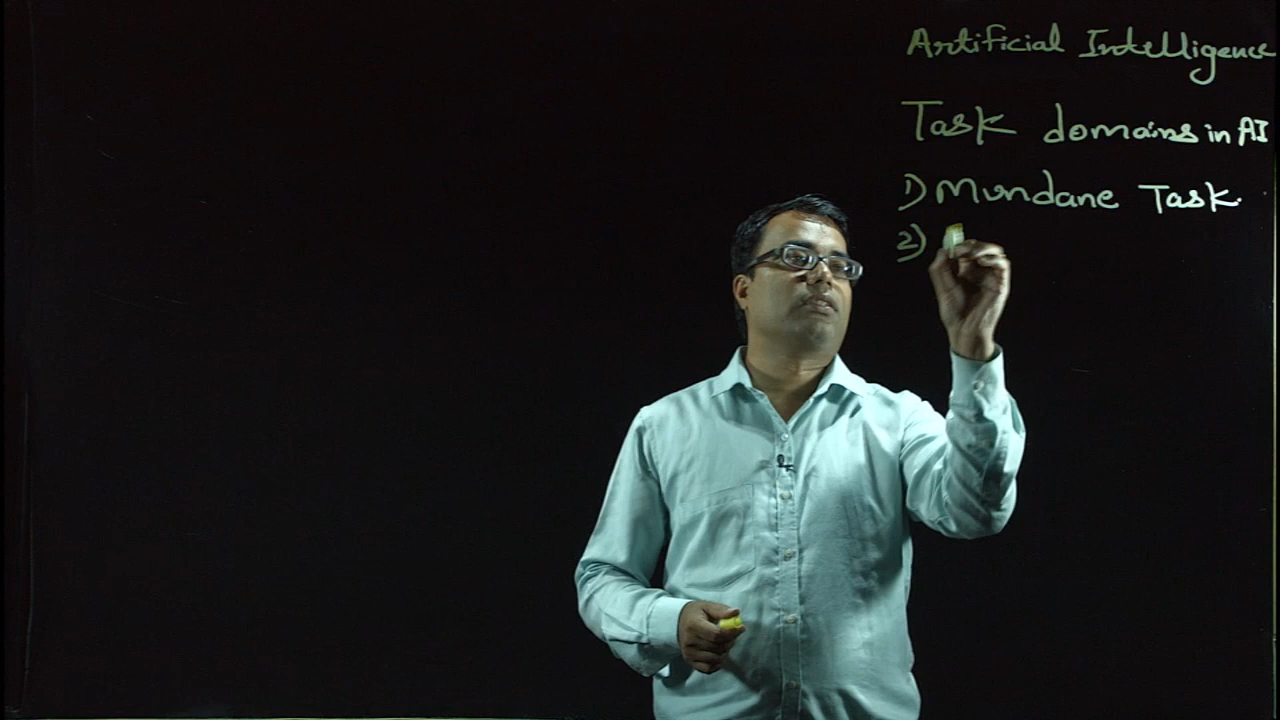 Artificial Intelligence
Task domains in AI
1) Mundane Task.
2)